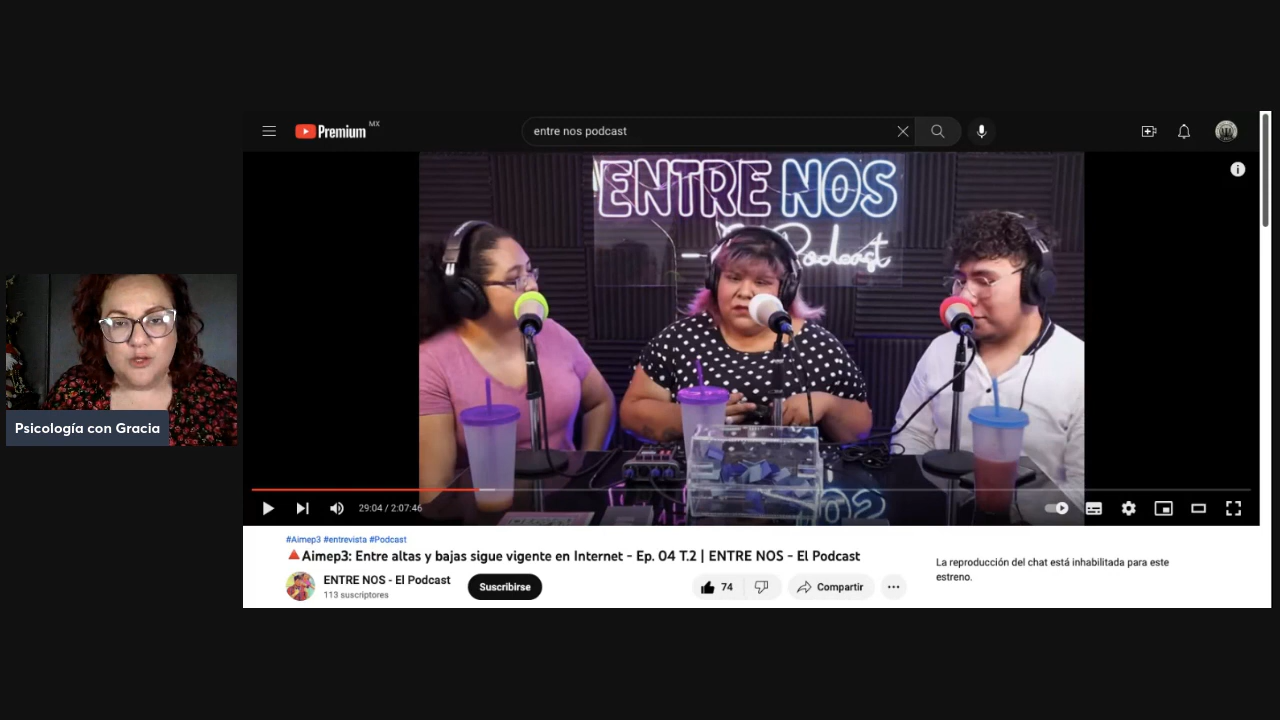 Premium MX
entre nos podcast
ENTRE NOS
Podcast
29:04 / 2:07:46
#Aimep3 #entrevista #Podcast
Aimep3: Entre altas y bajas sigue vigente en Internet - Ep. 04 T.2 | ENTRE NOS - El Podcast
ENTRE NOS - El Podcast
113 suscriptores
Suscribirse
74
Compartir
La reproducción del chat está inhabilitada para este
estreno.
Psicología con Gracia